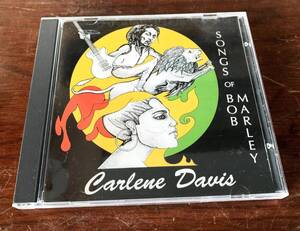 SONGS
OF
BOB
MARLEY
Carlene Davis